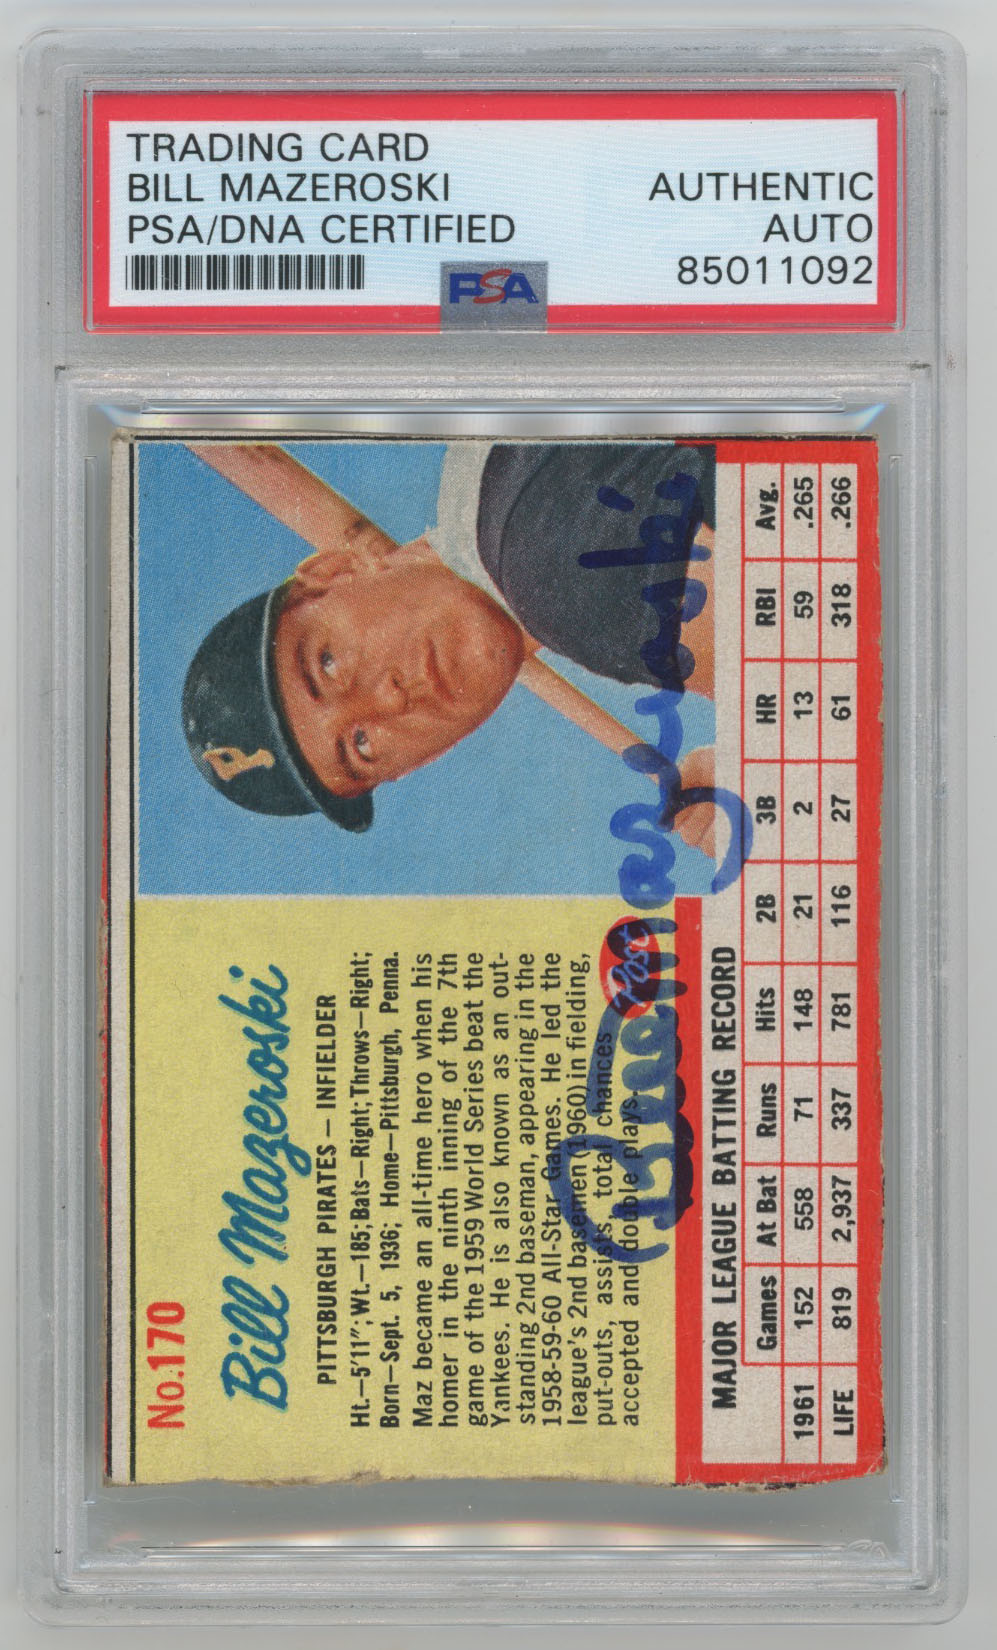 TRADING CARD
BILL MAZEROSKI
PSA/DNA CERTIFIED
AUTHENTIC
AUTO
85011092
PSA
No.170
Bill Mazeroski
PITTSBURGH PIRATES — INFIELDER
Ht.—5'11"; Wt.—185; Bats—Right; Throws—Right;
Born—Sept. 5, 1936; Home—Pittsburgh, Penna.
Maz became an all-time hero when his
homer in the ninth inning of the 7th
game of the 1959 World Series beat the
Yankees. He is also known as an out-
standing 2nd baseman, appearing in the
1958-59-60 All-Star Games. He led the
league's 2nd basemen (1960) in fielding,
put-outs, assists, total chances
accepted and double plays.
Post
P
Bill Mazeroski
MAJOR LEAGUE BATTING RECORD
Games At Bat Runs Hits 2B 3B HR RBI Avg.
1961 152 558 71 148 21 2 13 59 .265
LIFE 819 2,937 337 781 116 27 61 318 .266